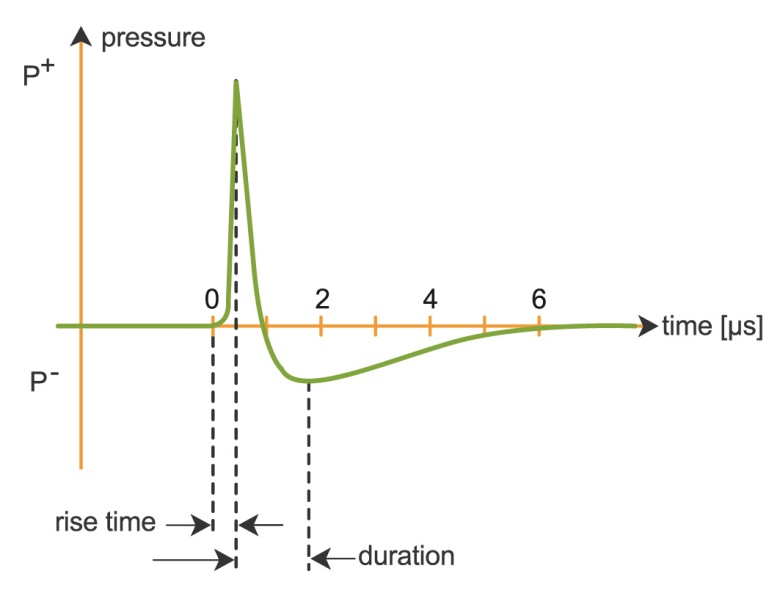 pressure
P+
0 2 4 6
time [µs]
P-
rise time
duration